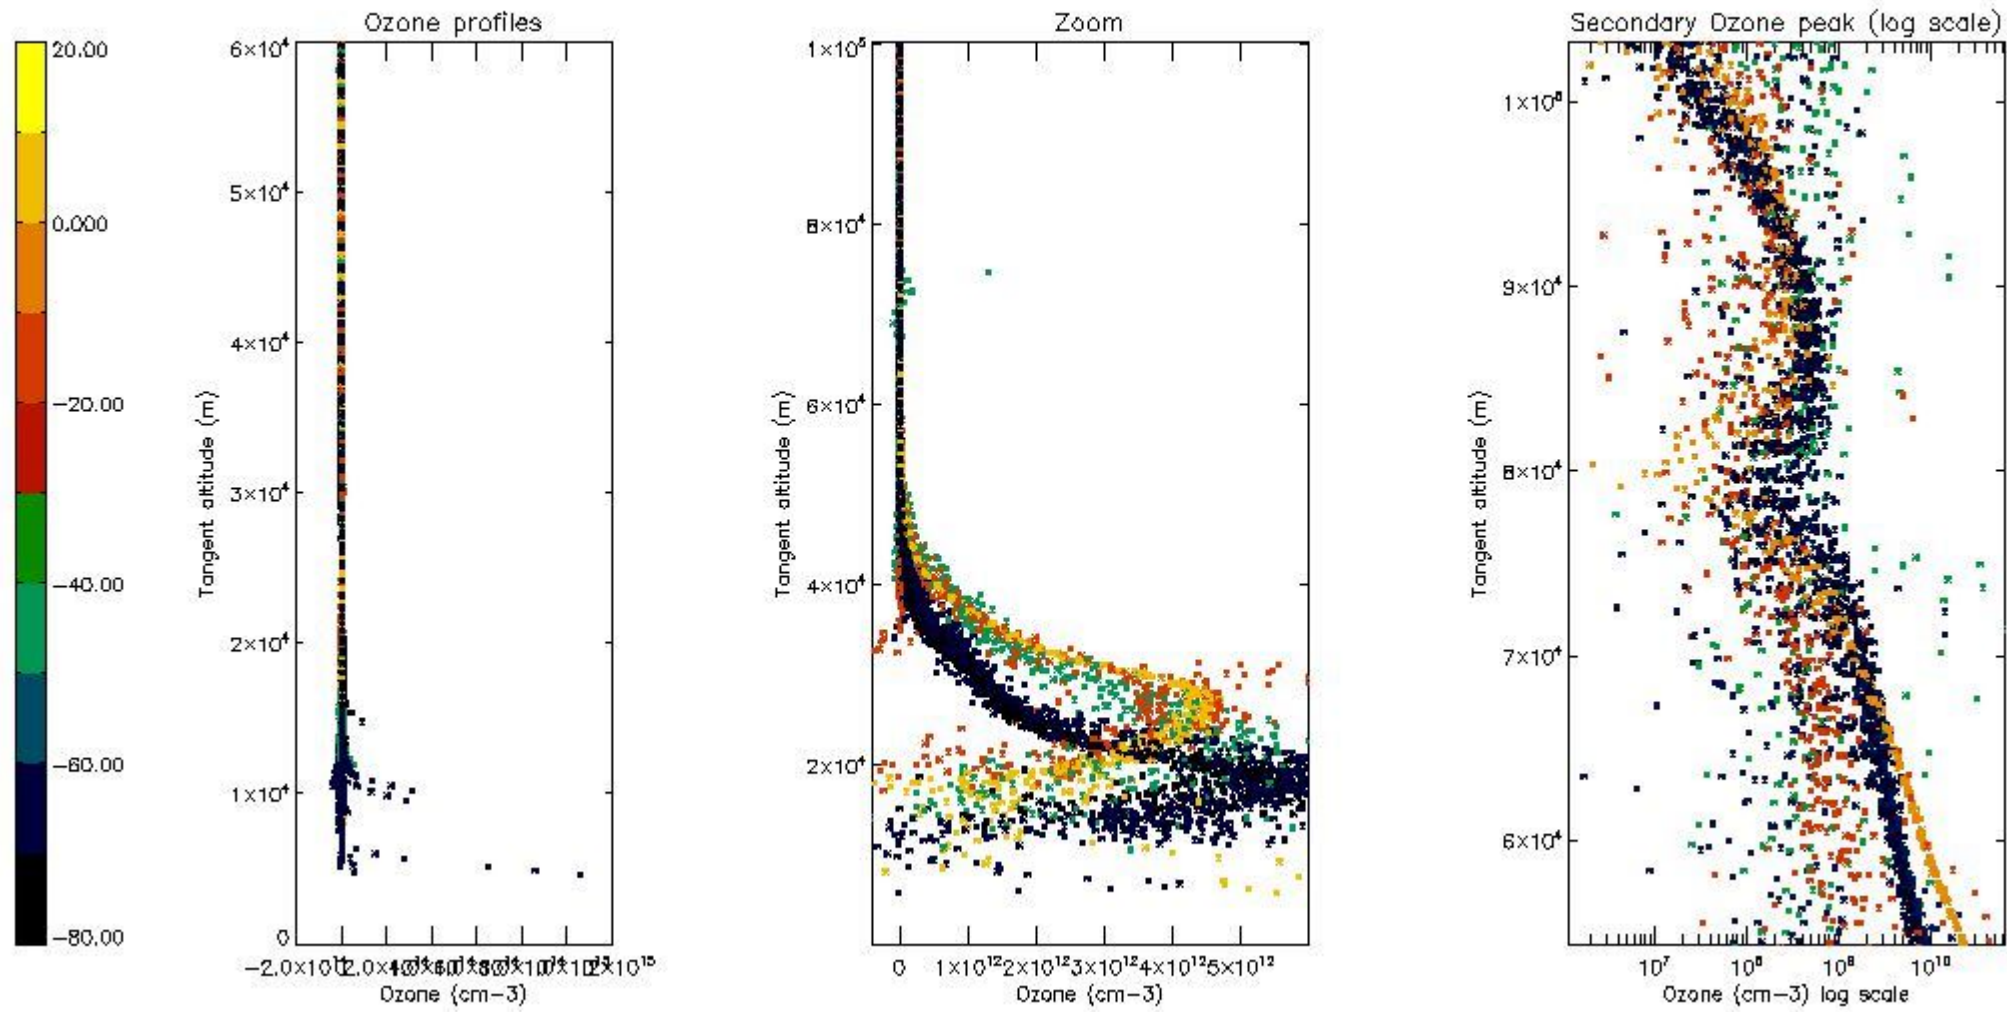 Ozone profiles
Zoom
Secondary Ozone peak (log scale)
20.00
0.000
−20.00
−40.00
−60.00
−80.00
6×10⁴
5×10⁴
4×10⁴
3×10⁴
2×10⁴
1×10⁴
0
Tangent altitude (m)
Ozone (cm−3)
1×10⁵
8×10⁴
6×10⁴
4×10⁴
2×10⁴
Tangent altitude (m)
0 1×10¹² 2×10¹² 3×10¹² 4×10¹² 5×10¹²
Ozone (cm−3)
9×10⁴
8×10⁴
7×10⁴
6×10⁴
Tangent altitude (m)
10⁷ 10⁸ 10⁹ 10¹⁰
Ozone (cm−3) log scale